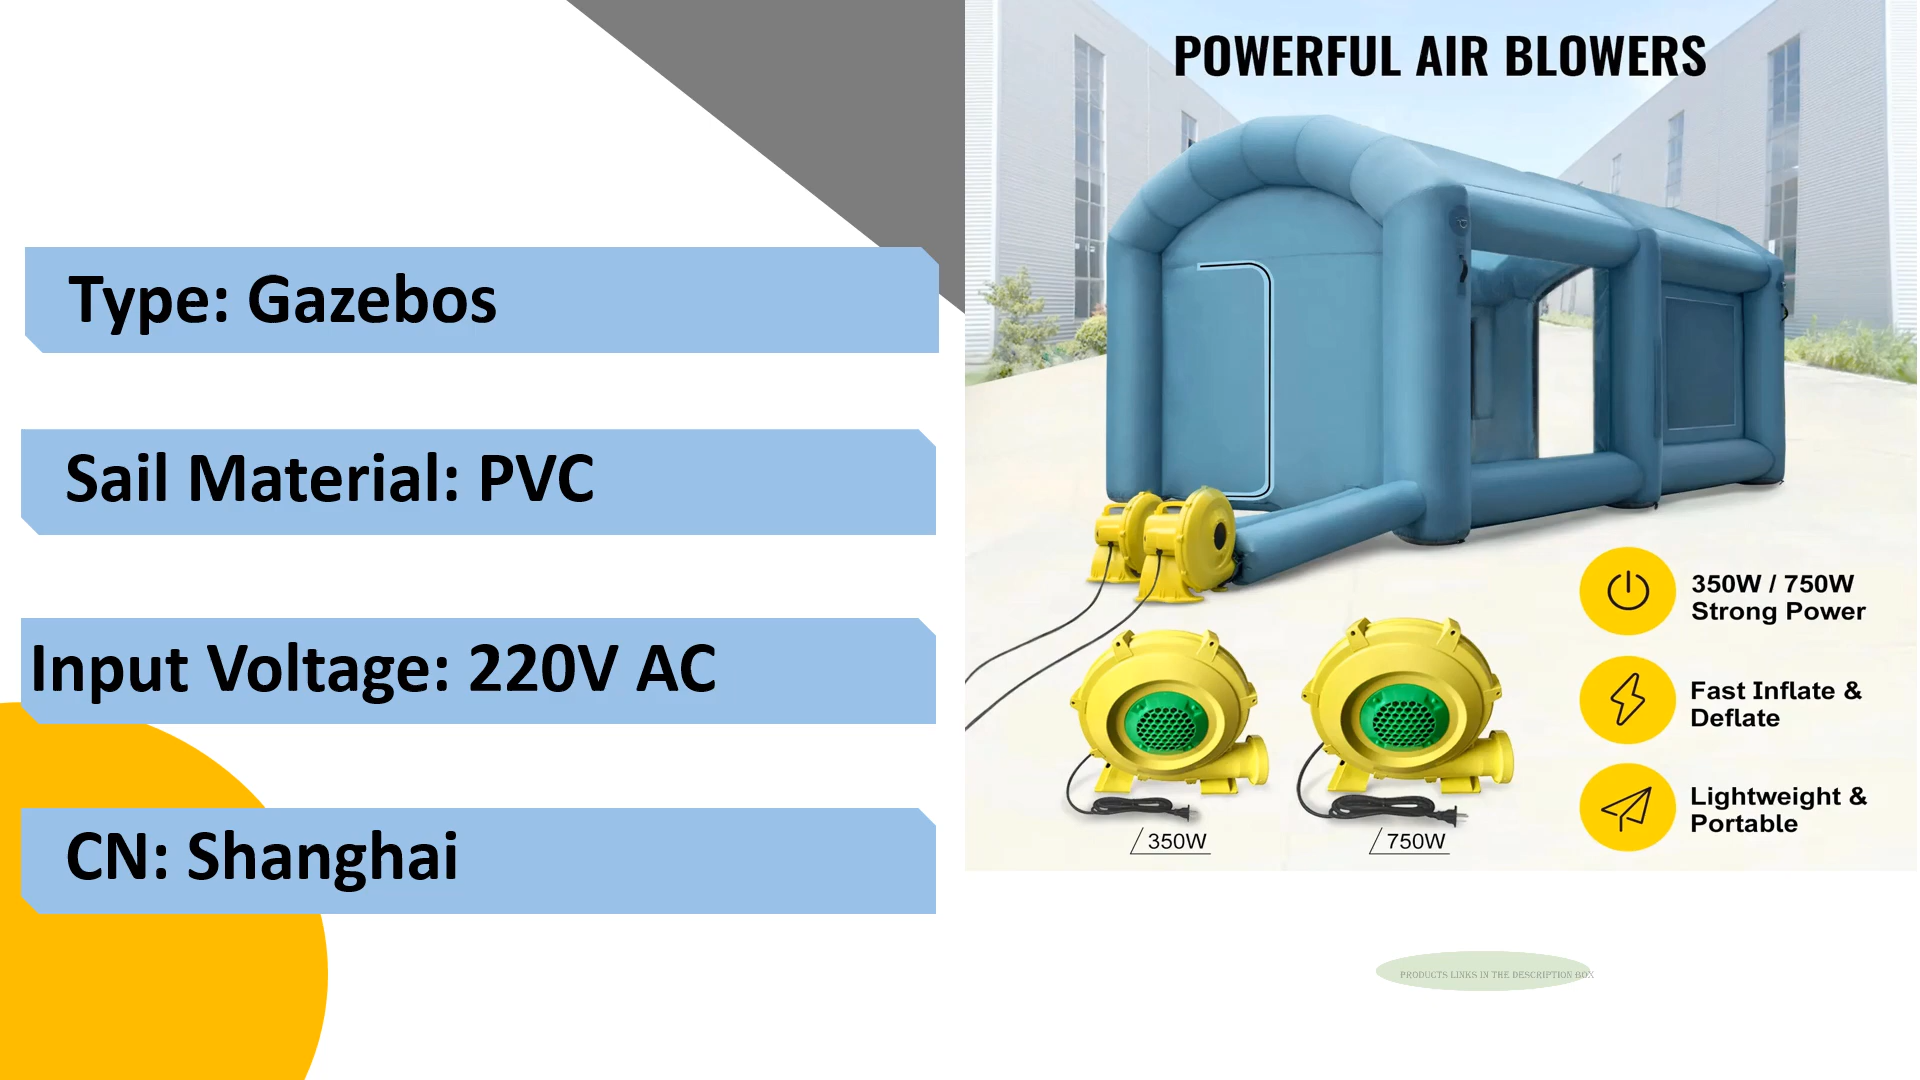 Type: Gazebos
Sail Material: PVC
Input Voltage: 220V AC
CN: Shanghai
POWERFUL AIR BLOWERS
350W / 750W
Strong Power
Fast Inflate &
Deflate
Lightweight &
Portable
350W
750W
PRODUCTS LINKS IN THE DESCRIPTION BOX